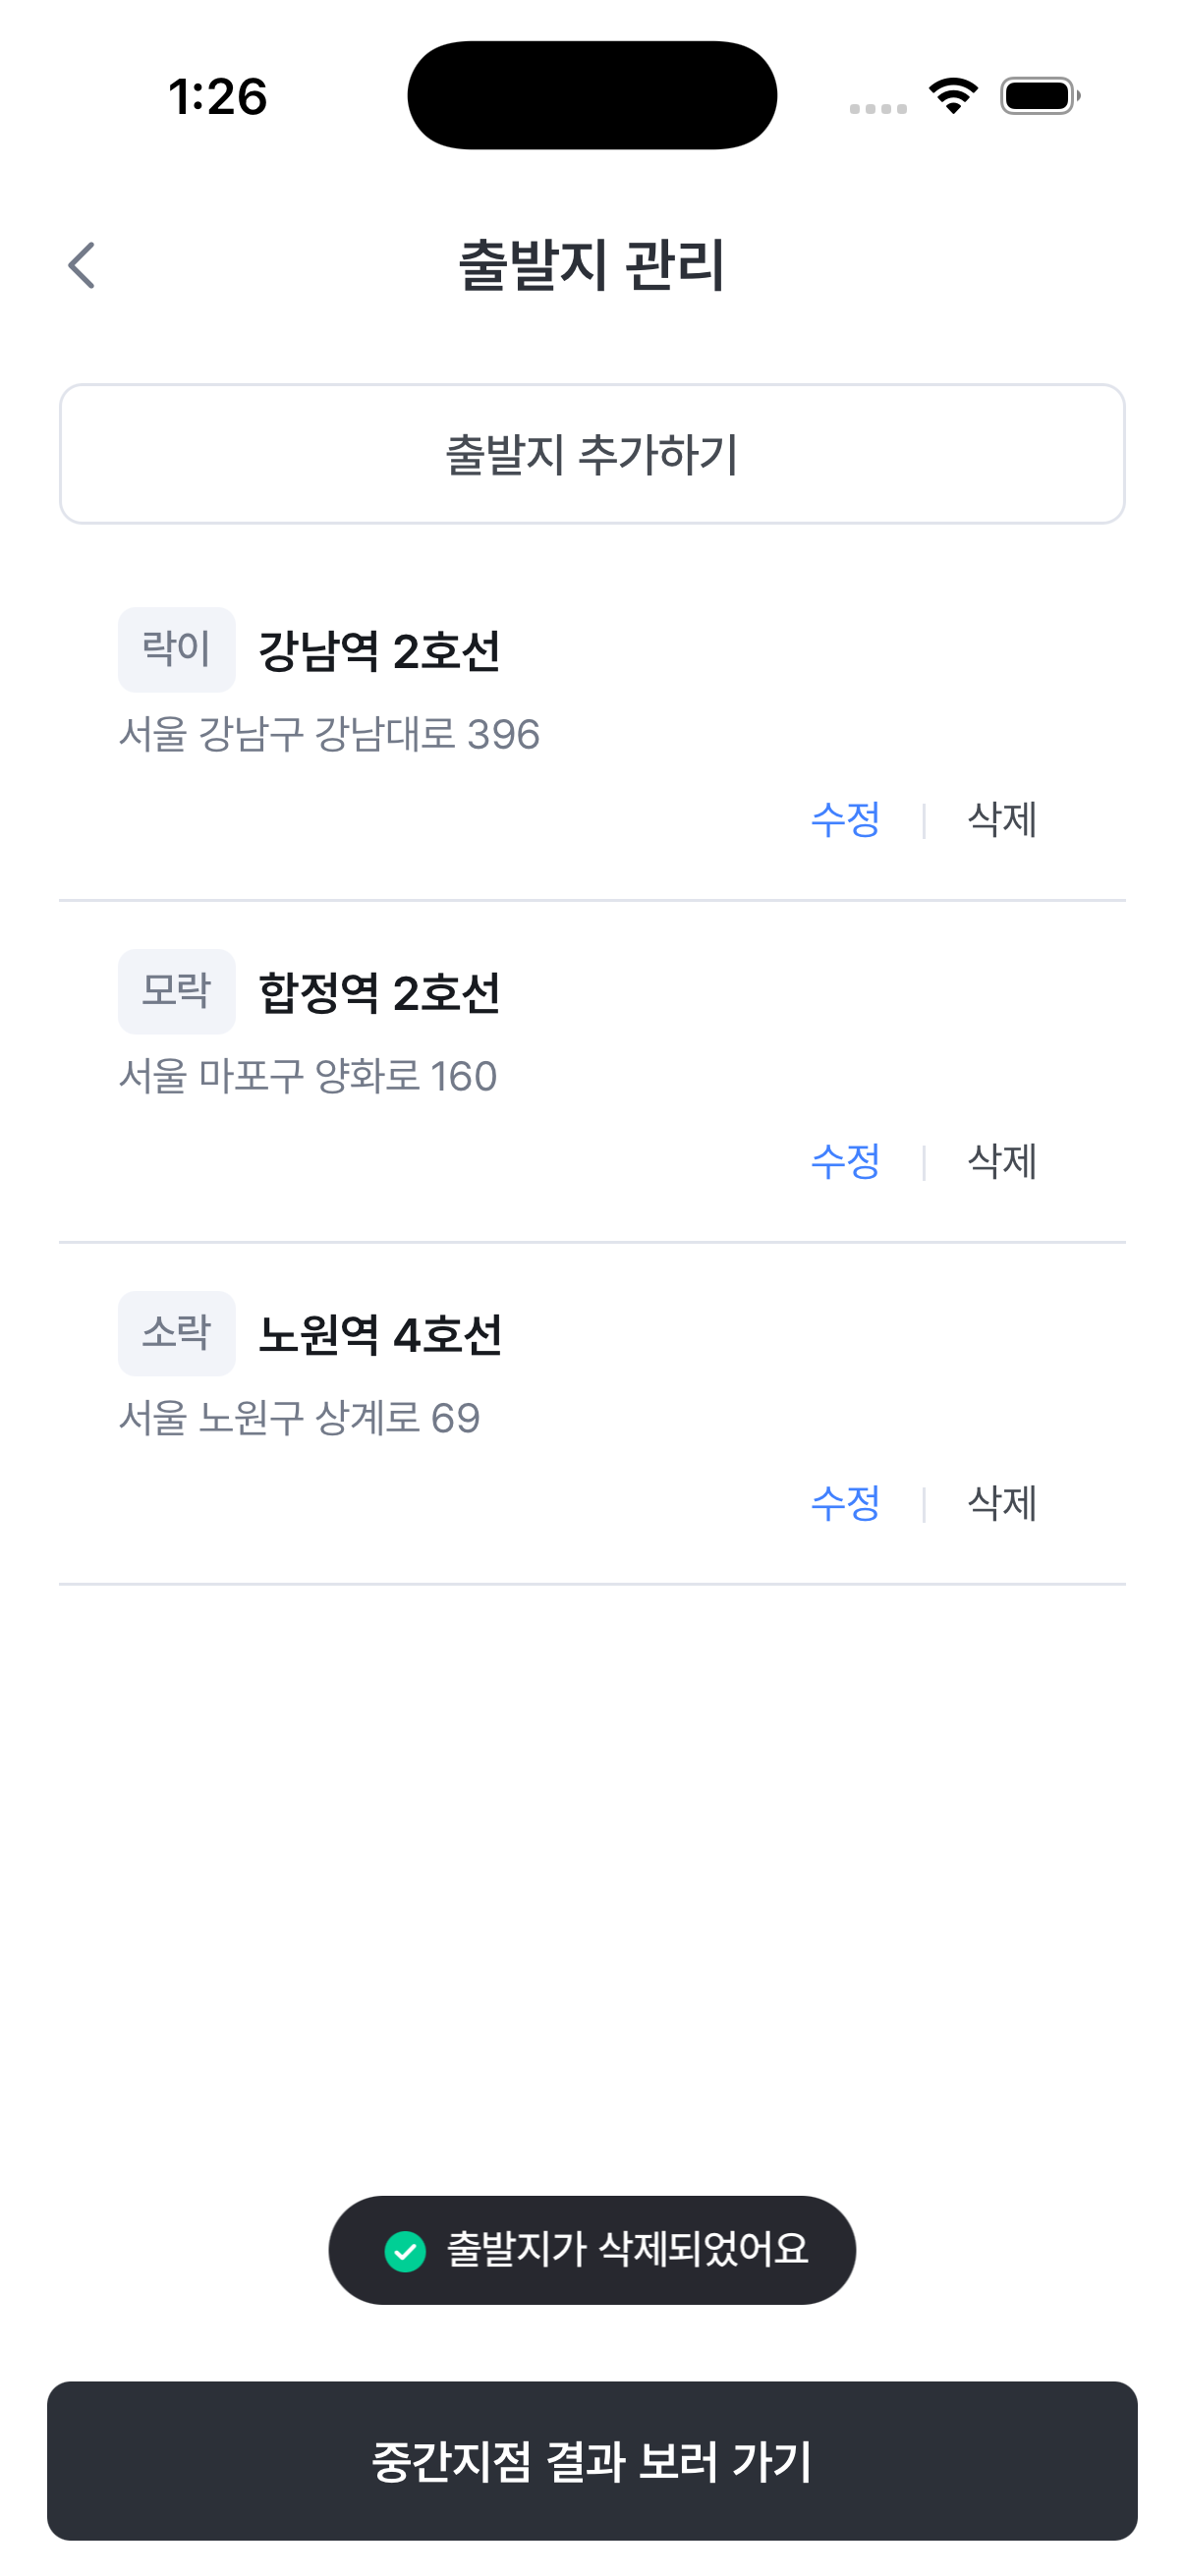 1:26
출발지 관리
출발지 추가하기
락이 강남역 2호선
서울 강남구 강남대로 396
수정 | 삭제
모락 합정역 2호선
서울 마포구 양화로 160
수정 | 삭제
소락 노원역 4호선
서울 노원구 상계로 69
수정 | 삭제
출발지가 삭제되었어요
중간지점 결과 보러 가기